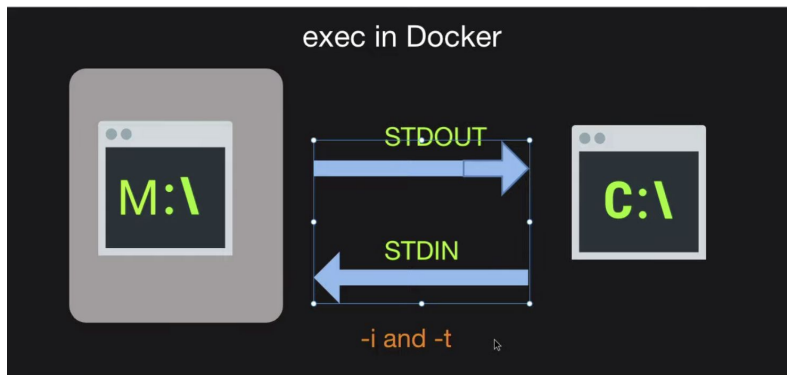 exec in Docker
STDOUT
M:\
C:\
STDIN
-i and -t